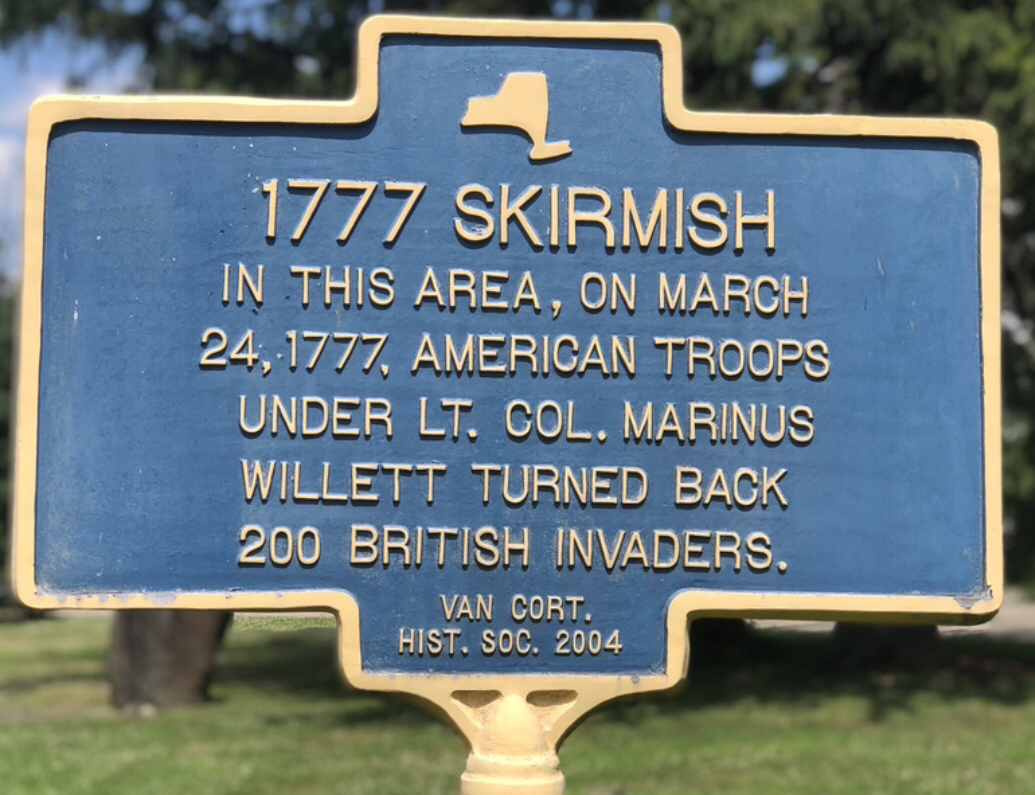 1777 SKIRMISH
IN THIS AREA, ON MARCH
24, 1777, AMERICAN TROOPS
UNDER LT. COL. MARINUS
WILLETT TURNED BACK
200 BRITISH INVADERS.
VAN CORT.
HIST. SOC. 2004